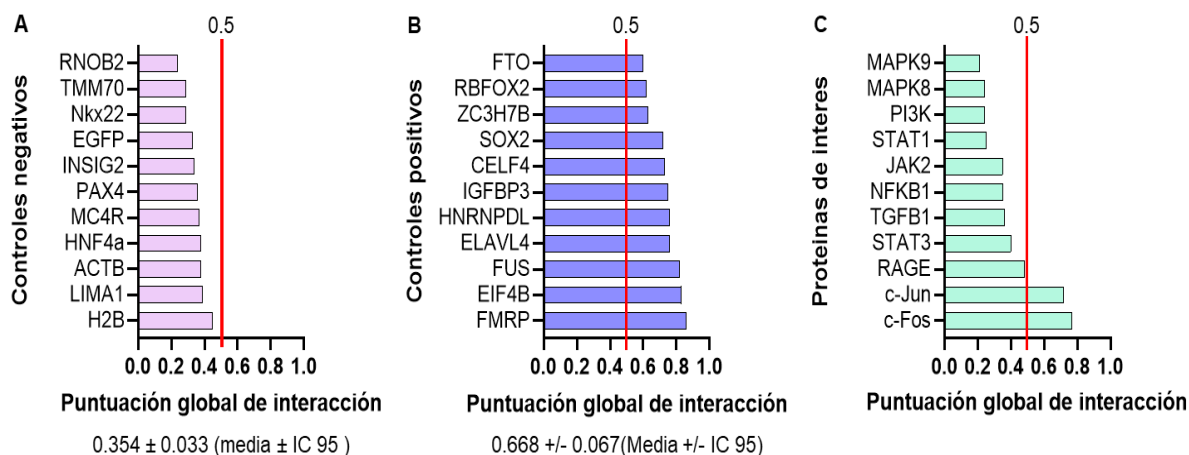 A
0.5
Controles negativos
RNOB2
TMM70
Nkx22
EGFP
INSIG2
PAX4
MC4R
HNF4a
ACTB
LIMA1
H2B
0.0 0.2 0.4 0.6 0.8 1.0
Puntuación global de interacción
0.354 ± 0.033 (media ± IC 95 )
B
0.5
Controles positivos
FTO
RBFOX2
ZC3H7B
SOX2
CELF4
IGFBP3
HNRNPDL
ELAVL4
FUS
EIF4B
FMRP
0.0 0.2 0.4 0.6 0.8 1.0
Puntuación global de interacción
0.668 +/- 0.067(Media +/- IC 95)
C
0.5
Proteinas de interes
MAPK9
MAPK8
PI3K
STAT1
JAK2
NFKB1
TGFB1
STAT3
RAGE
c-Jun
c-Fos
0.0 0.2 0.4 0.6 0.8 1.0
Puntuación global de interacción